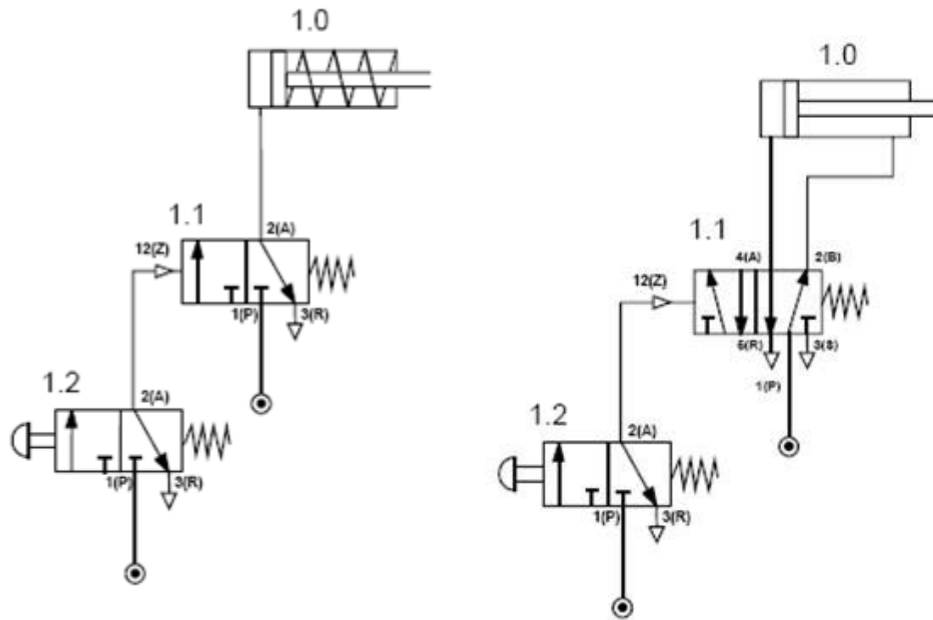 1.0
1.1
2(A)
12(Z)
1(P)
3(R)
1.2
2(A)
1(P)
3(R)
1.0
1.1
4(A)
2(B)
12(Z)
5(R)
3(S)
1(P)
1.2
2(A)
1(P)
3(R)